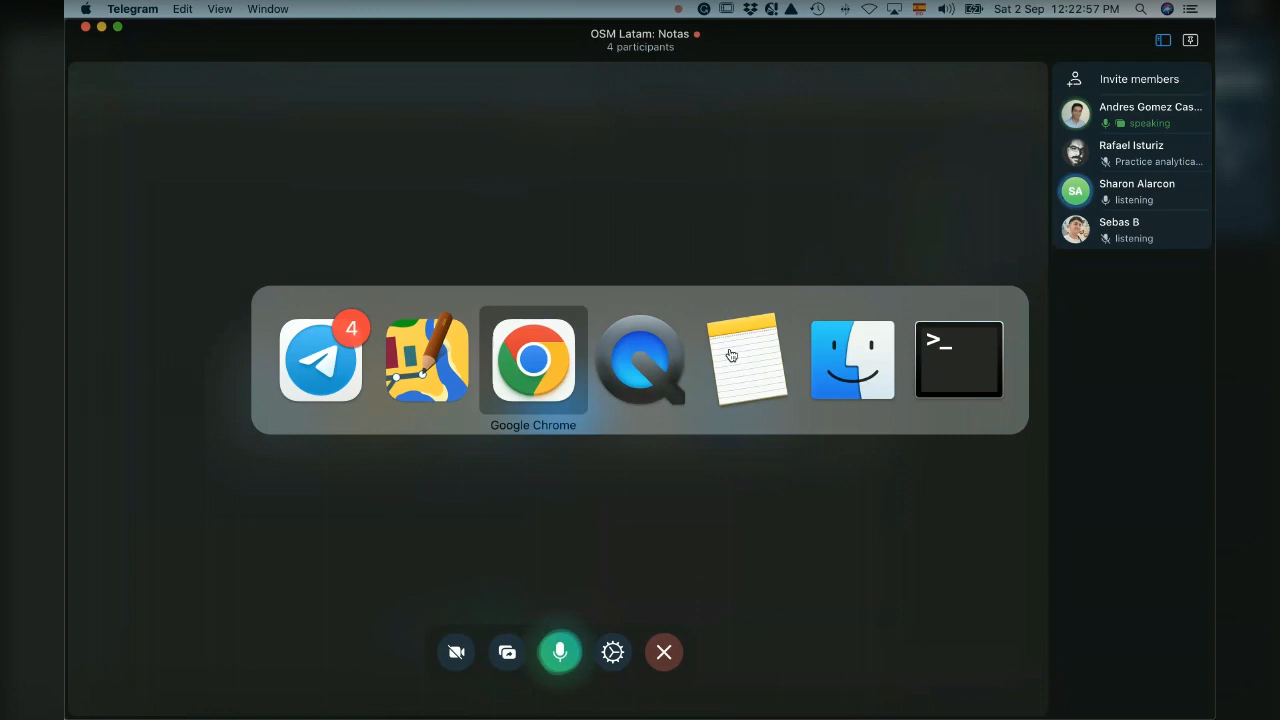 Telegram Edit View Window Sat 2 Sep 12:22:57 PM
OSM Latam: Notas
4 participants
Invite members
Andres Gomez Cas...
speaking
Rafael Isturiz
Practice analytica...
SA
Sharon Alarcon
listening
Sebas B
listening
4
>_
Google Chrome